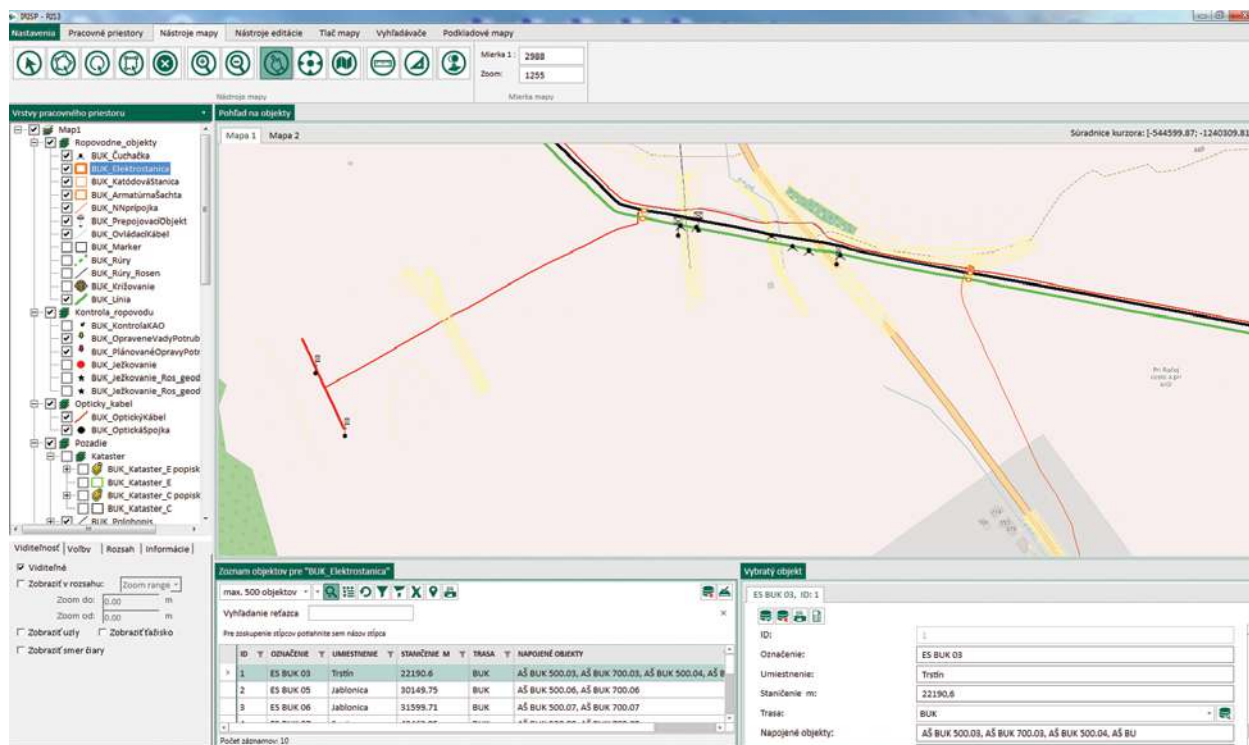 IRISP - RIS3
Nastavenia Pracovné priestory Nástroje mapy Nástroje editácie Tlač mapy Vyhľadávače Podkladové mapy
Mierka 1 : 2988
Zoom: 1255
Nástroje mapy Mierka mapy
Vrstvy pracovného priestoru
Map1
Ropovodne_objekty
BUK_Čuchačka
BUK_Elektrostanica
BUK_KatódováStanica
BUK_ArmatúrnaŠachta
BUK_NNprípojka
BUK_PrepojovacíObjekt
BUK_OvládacíKábel
BUK_Marker
BUK_Rúry
BUK_Rúry_Rosen
BUK_Križovanie
BUK_Línia
Kontrola_ropovodu
BUK_KontrolaKAO
BUK_OpraveneVadyPotrub
BUK_PlánovanéOpravyPotr
BUK_Ježkovanie
BUK_Ježkovanie_Ros_geod
BUK_Ježkovanie_Ros_geod
Opticky_kabel
BUK_OptickýKábel
BUK_OptickáSpojka
Pozadie
Kataster
BUK_Kataster_E popisk
BUK_Kataster_E
BUK_Kataster_C popisk
BUK_Kataster_C
BUK_Polohopis
Pohľad na objekty
Mapa 1 Mapa 2
Súradnice kurzora: [-544599.87; -1240309.81
Viditeľnosť Voľby Rozsah Informácie
Viditeľné
Zobraziť v rozsahu: Zoom range
Zoom do: 0.00 m
Zoom od: 0.00 m
Zobraziť uzly Zobraziť ťažisko
Zobraziť smer čiary
Zoznam objektov pre "BUK_Elektrostanica"
max. 500 objektov
Vyhľadanie reťazca
Pre zoskupenie stĺpcov potiahnite sem názov stĺpca
ID OZNAČENIE UMIESTNENIE STANIČENIE M TRASA NAPOJENÉ OBJEKTY
1 ES BUK 03 Trstín 22190.6 BUK AŠ BUK 500.03, AŠ BUK 700.03, AŠ BUK 500.04, AŠ B
2 ES BUK 05 Jablonica 30149.75 BUK AŠ BUK 500.06, AŠ BUK 700.06
3 ES BUK 06 Jablonica 31599.71 BUK AŠ BUK 500.07, AŠ BUK 700.07
Počet záznamov: 10
Vybratý objekt
ES BUK 03, ID: 1
ID: 1
Označenie: ES BUK 03
Umiestnenie: Trstín
Staničenie m: 22190,6
Trasa: BUK
Napojené objekty: AŠ BUK 500.03, AŠ BUK 700.03, AŠ BUK 500.04, AŠ BU